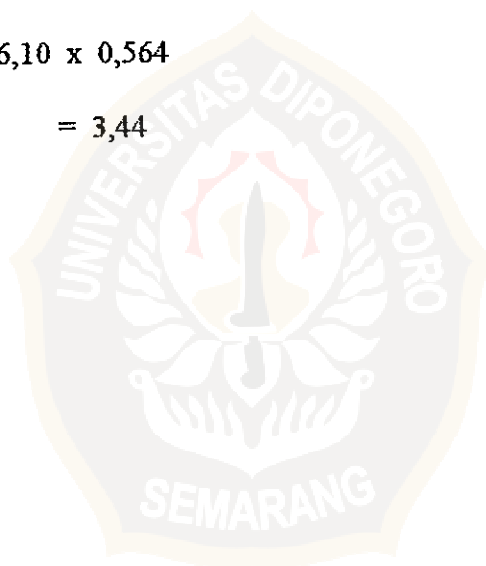 6,10 x 0,564
= 3,44
UNIVERSITAS DIPONEGORO
SEMARANG